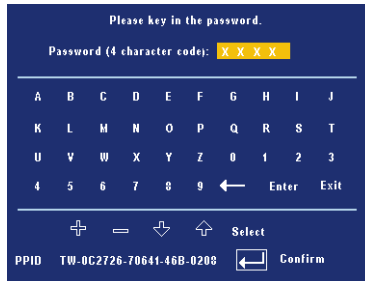 Please key in the password.
Password (4 character code): X X X X
A B C D E F G H I J
K L M N O P Q R S T
U V W X Y Z 0 1 2 3
4 5 6 7 8 9 Enter Exit
Select
PPID TW-0C2726-70641-46B-0208 Confirm